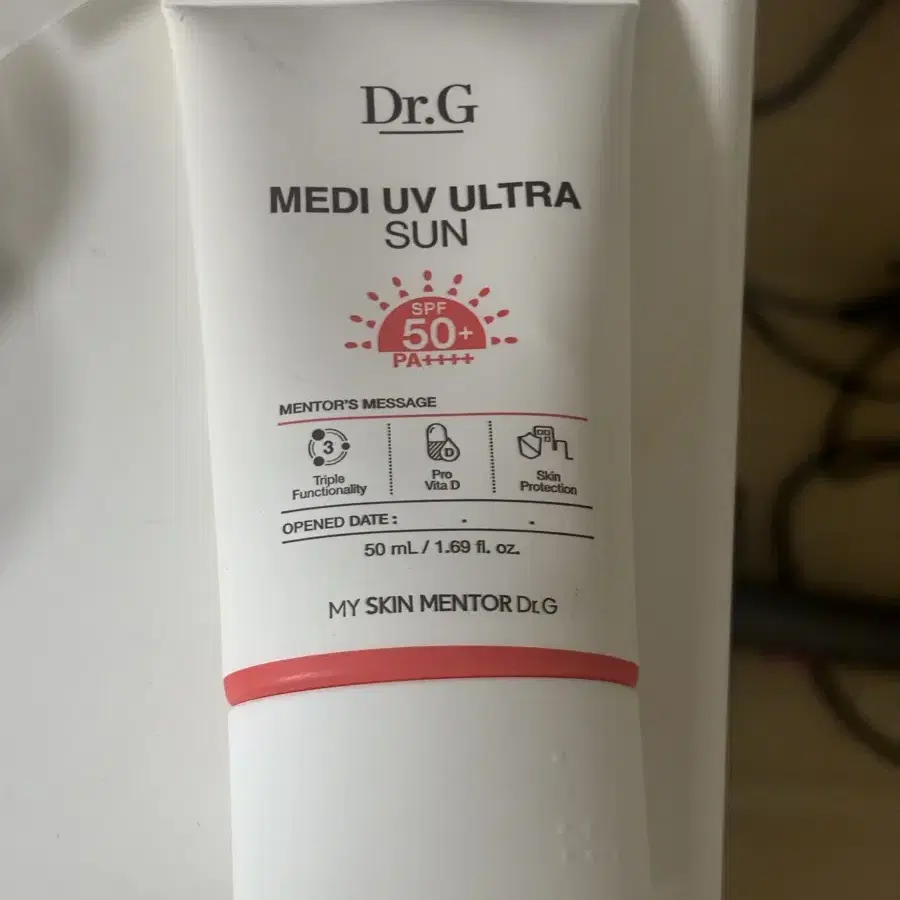 Dr.G
MEDI UV ULTRA
SUN
SPF
50+
PA++++
MENTOR'S MESSAGE
3
Triple
Functionality
D
Pro
Vita D
Skin
Protection
OPENED DATE : . .
50 mL / 1.69 fl. oz.
MY SKIN MENTOR Dr.G